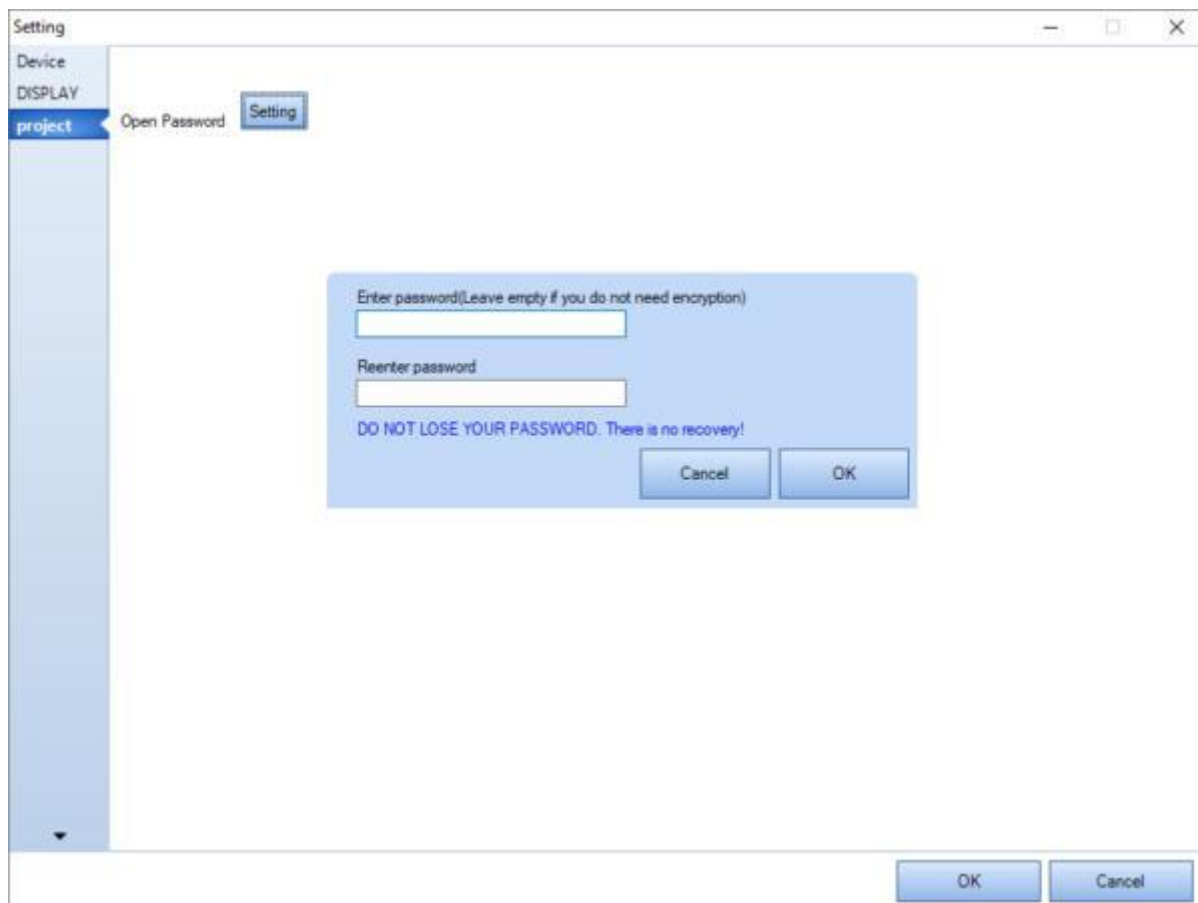 Setting
Device
DISPLAY
project
Open Password
Setting
Enter password(Leave empty if you do not need encryption)
Reenter password
DO NOT LOSE YOUR PASSWORD. There is no recovery!
Cancel
OK
OK
Cancel